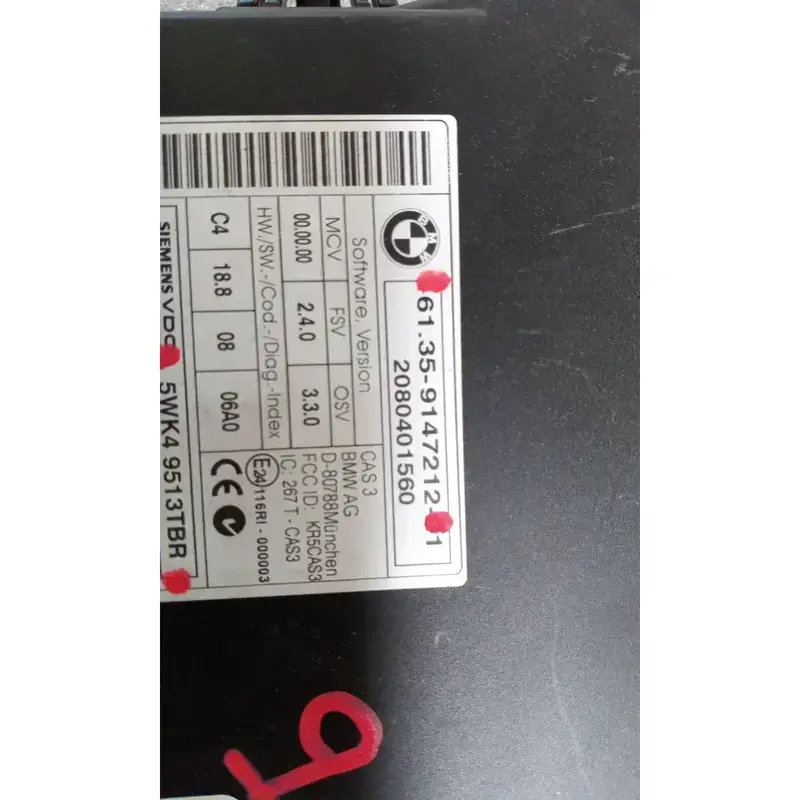 BMW
61.35-9147212-
1
2080401560
Software, Version
MCV FSV OSV
00.00.00 2.4.0 3.3.0
HW./SW.-/Cod.-/Diag.-Index
C4 18.8 08 06A0
CAS 3
BMW AG
D-80788München
FCC ID: KR5CAS3
IC: 267 T - CAS3
E24 116RI - 000003
CE
SIEMENS VDO 5WK4 9513TBR